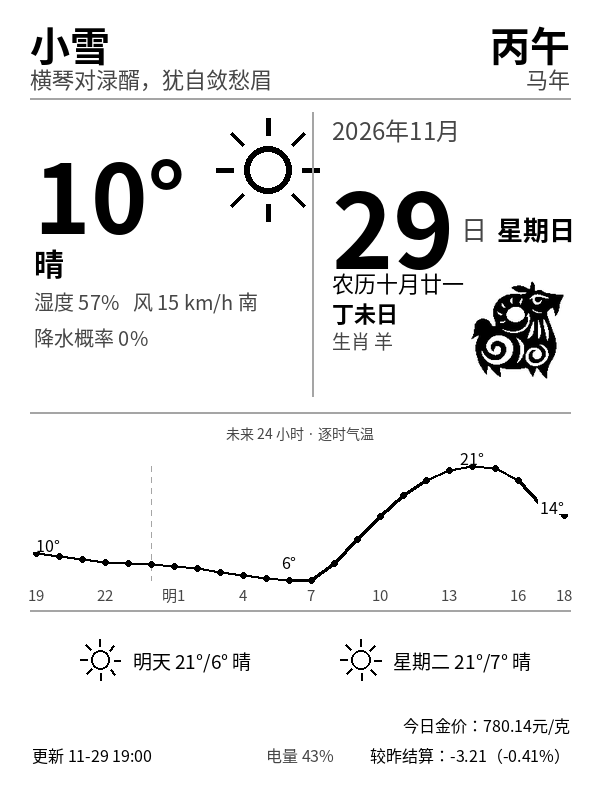 小雪
丙午
横琴对渌醑，犹自敛愁眉
马年
10°
晴
湿度 57% 风 15 km/h 南
降水概率 0%
2026年11月
29 日 星期日
农历十月廿一
丁未日
生肖 羊
未来 24 小时 · 逐时气温
10° 6° 21° 14°
19 22 明1 4 7 10 13 16 18
明天 21°/6° 晴
星期二 21°/7° 晴
今日金价：780.14元/克
更新 11-29 19:00
电量 43%
较昨结算：-3.21（-0.41%）